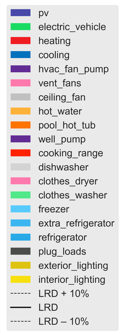 pv
electric_vehicle
heating
cooling
hvac_fan_pump
vent_fans
ceiling_fan
hot_water
pool_hot_tub
well_pump
cooking_range
dishwasher
clothes_dryer
clothes_washer
freezer
extra_refrigerator
refrigerator
plug_loads
exterior_lighting
interior_lighting
LRD + 10%
LRD
LRD – 10%